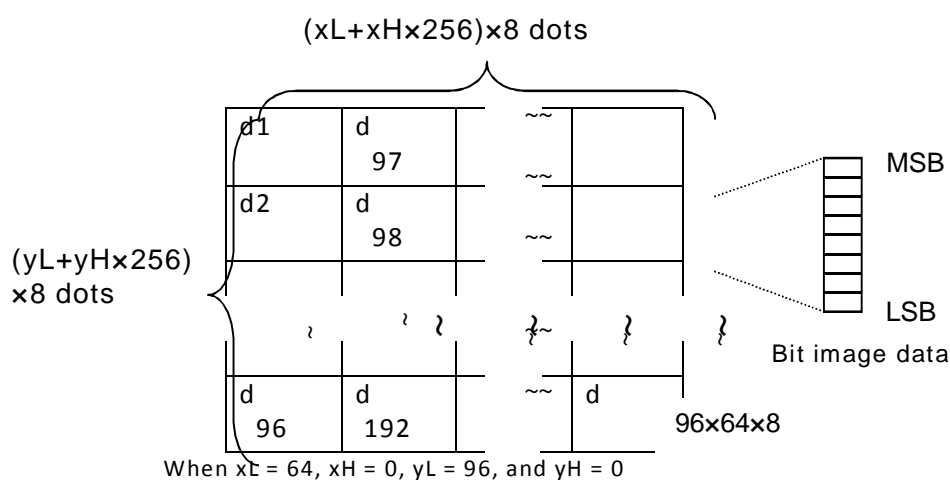 (xL+xH×256)×8 dots
d1 d 97 ~~
MSB
~~
d2 d 98 ~~
(yL+yH×256)
×8 dots
LSB
~ ~ ~ ~~ ~ ~
Bit image data
d 96 d 192 ~~ d 96×64×8
When xL = 64, xH = 0, yL = 96, and yH = 0